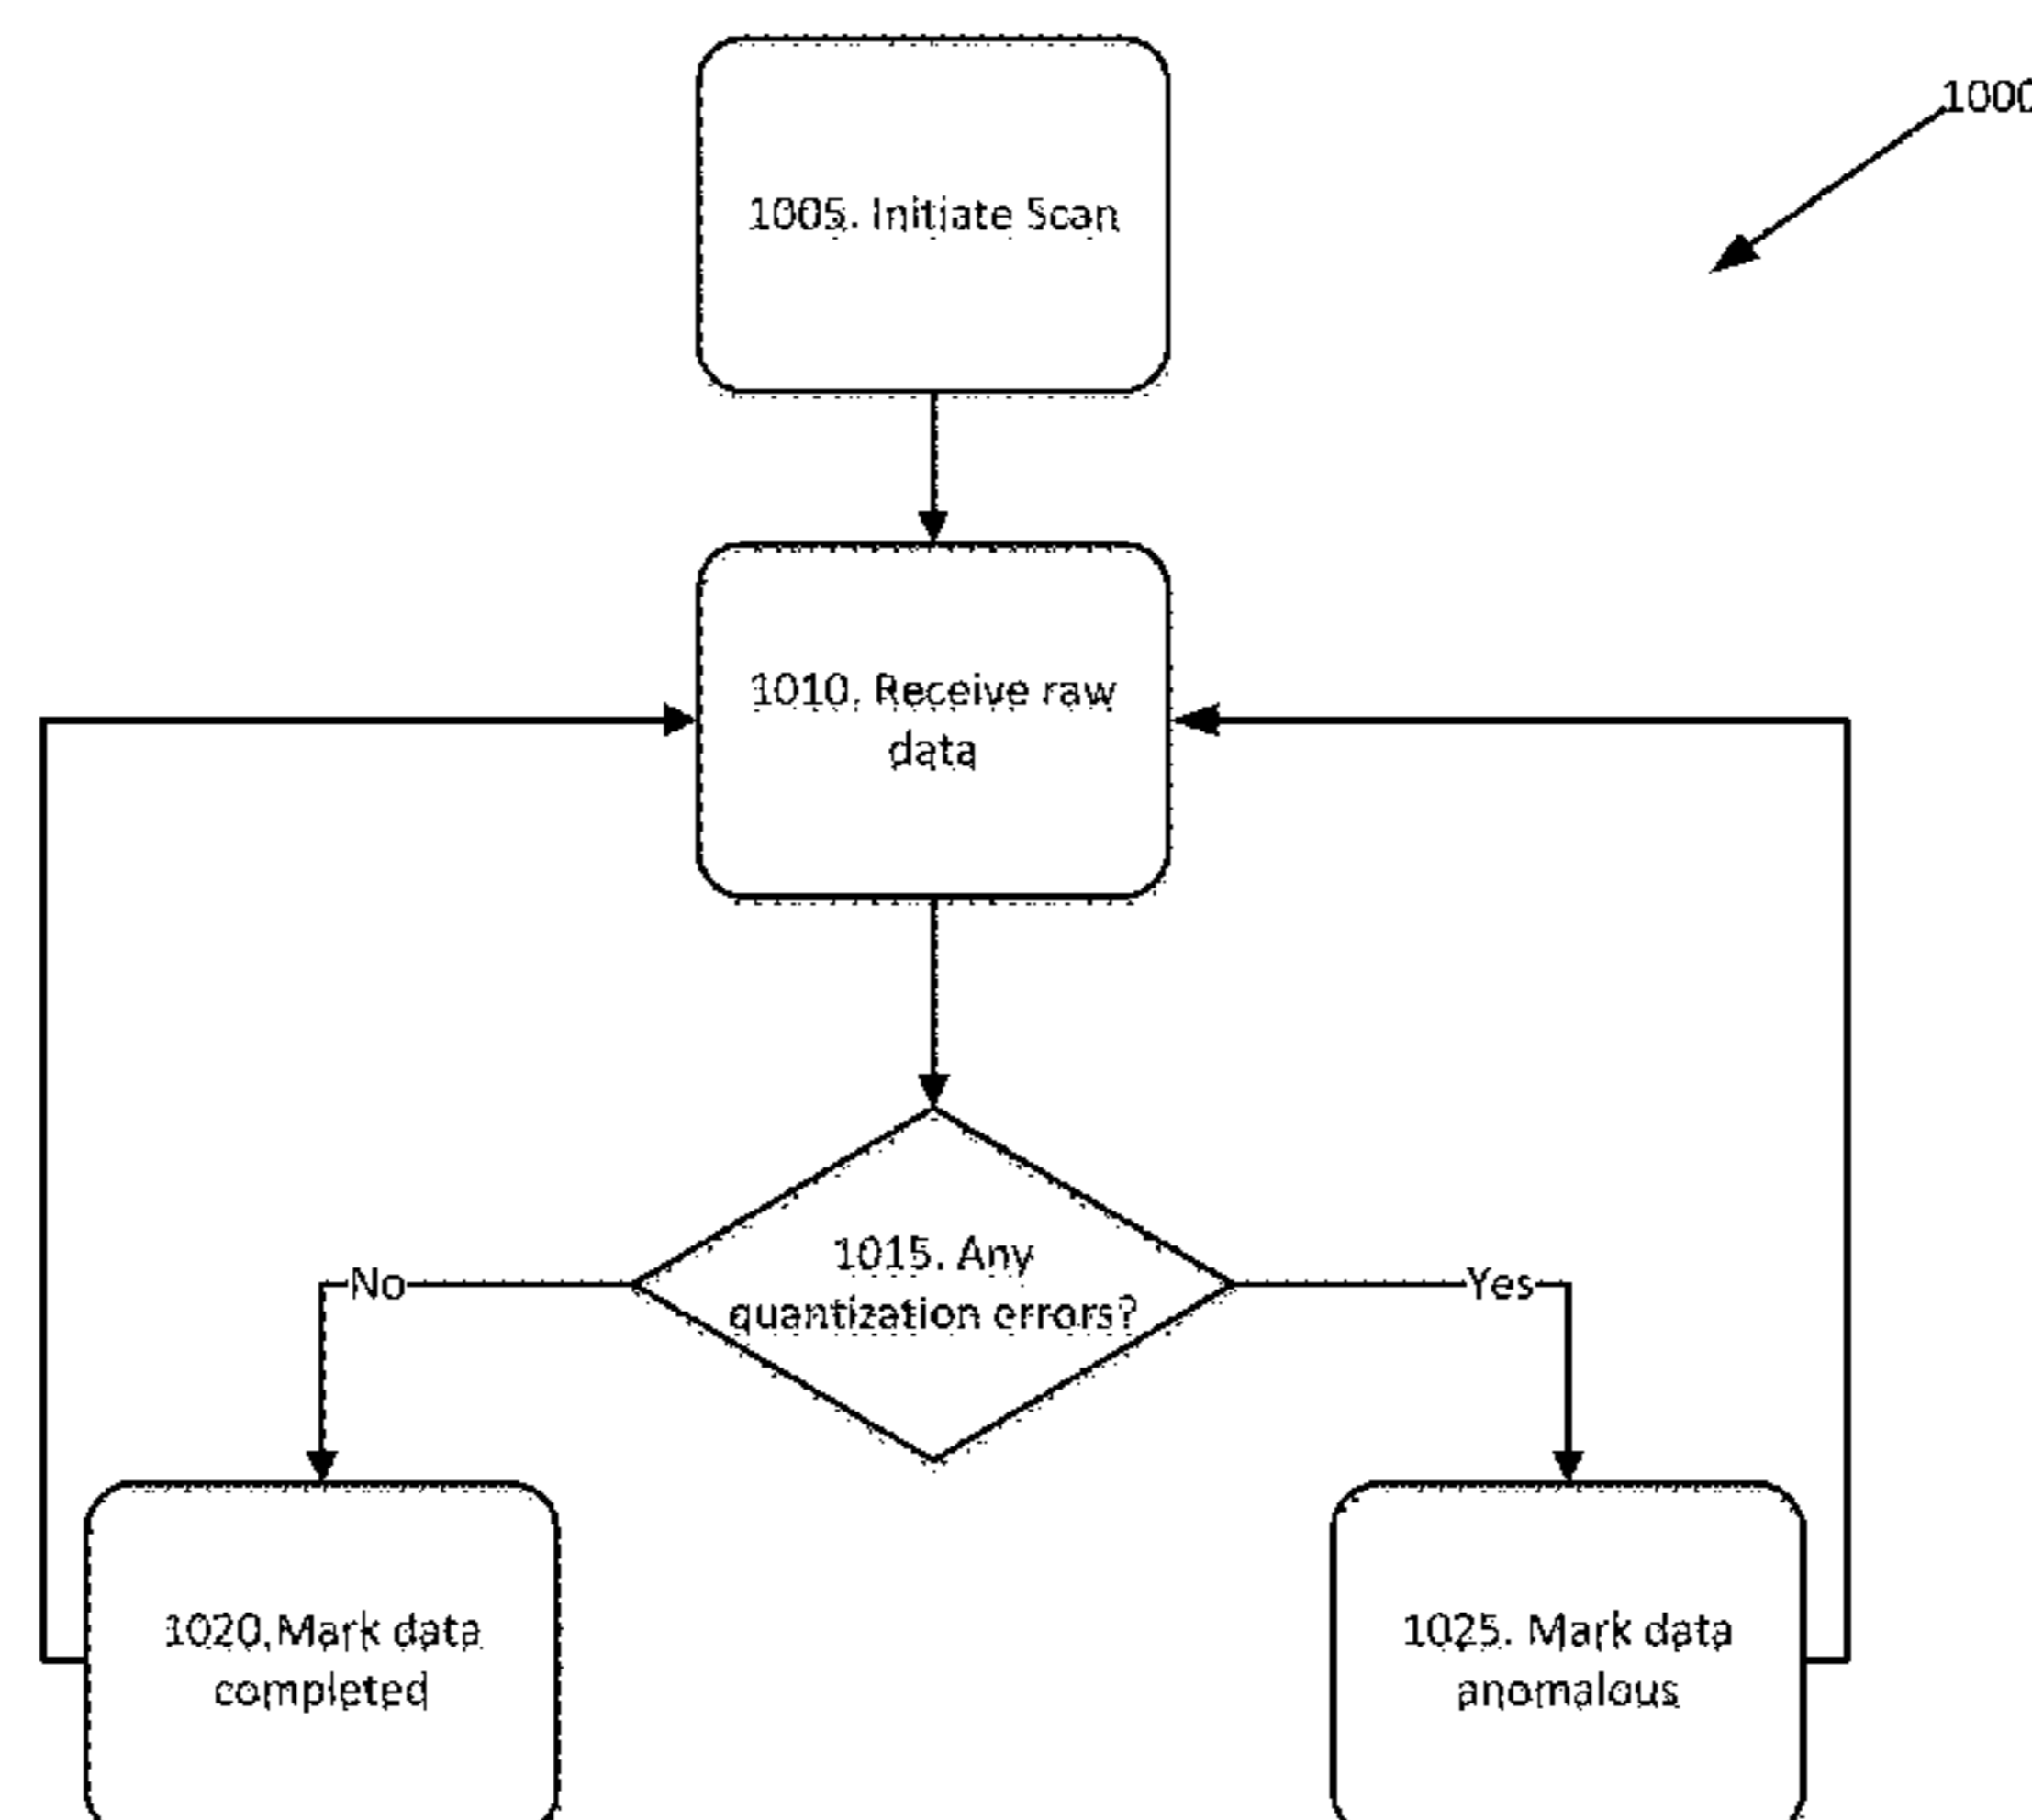 1000
1005. Initiate Scan
1010. Receive raw
data
1015. Any
quantization errors?
No
Yes
1020.Mark data
completed
1025. Mark data
anomalous